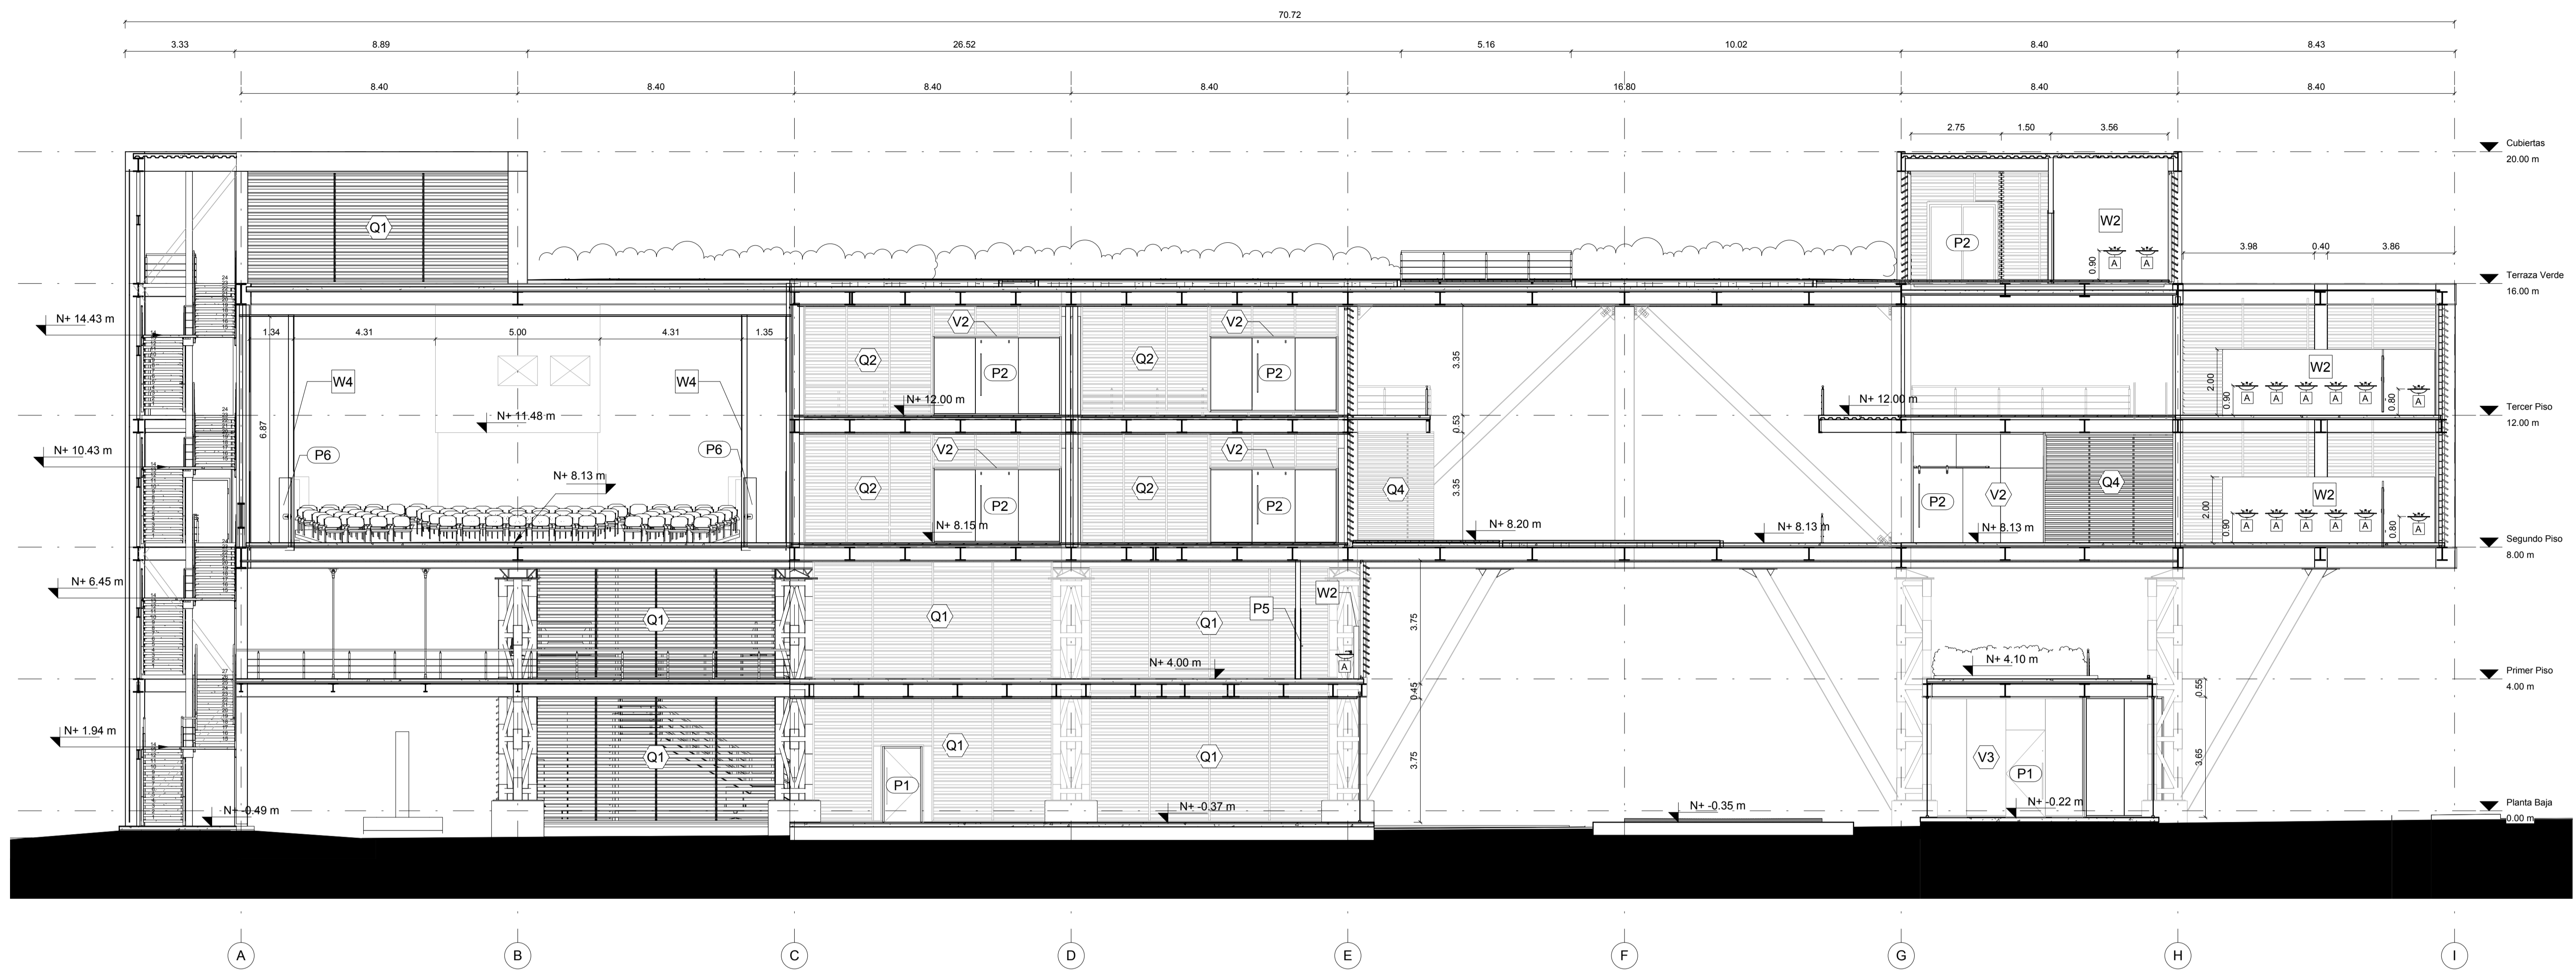 70.72
3.33 8.89 26.52 5.16 10.02 8.40 8.43
8.40 8.40 8.40 8.40 16.80 8.40 8.40
2.75 1.50 3.56
Cubiertas
20.00 m
Q1
P2
W2
3.98 0.40 3.86
0.90
A A
Terraza Verde
16.00 m
N+ 14.43 m
1.34 4.31 5.00 4.31 1.35
V2 V2
Q2 P2 Q2 P2
3.35
W4 W4
W2
2.00
0.90
A A A A A
0.80
A
N+ 12.00 m
N+ 12.00 m
Tercer Piso
12.00 m
N+ 11.48 m
6.87
0.53
N+ 10.43 m
P6 P6
V2 V2
N+ 8.13 m
Q2 P2 Q2 P2
Q4
3.35
P2 V2 Q4
W2
2.00
0.90
A A A A A
0.80
A
N+ 8.15 m
N+ 8.20 m
N+ 8.13 m
N+ 8.13 m
Segundo Piso
8.00 m
N+ 6.45 m
W2
P5
Q1 Q1 Q1
3.75
A
N+ 4.00 m
N+ 4.10 m
Primer Piso
4.00 m
0.45
0.55
N+ 1.94 m
Q1 Q1 Q1
P1
3.75
V3
P1
3.65
N+ -0.49 m
N+ -0.37 m
N+ -0.35 m
N+ -0.22 m
Planta Baja
0.00 m
A B C D E F G H I